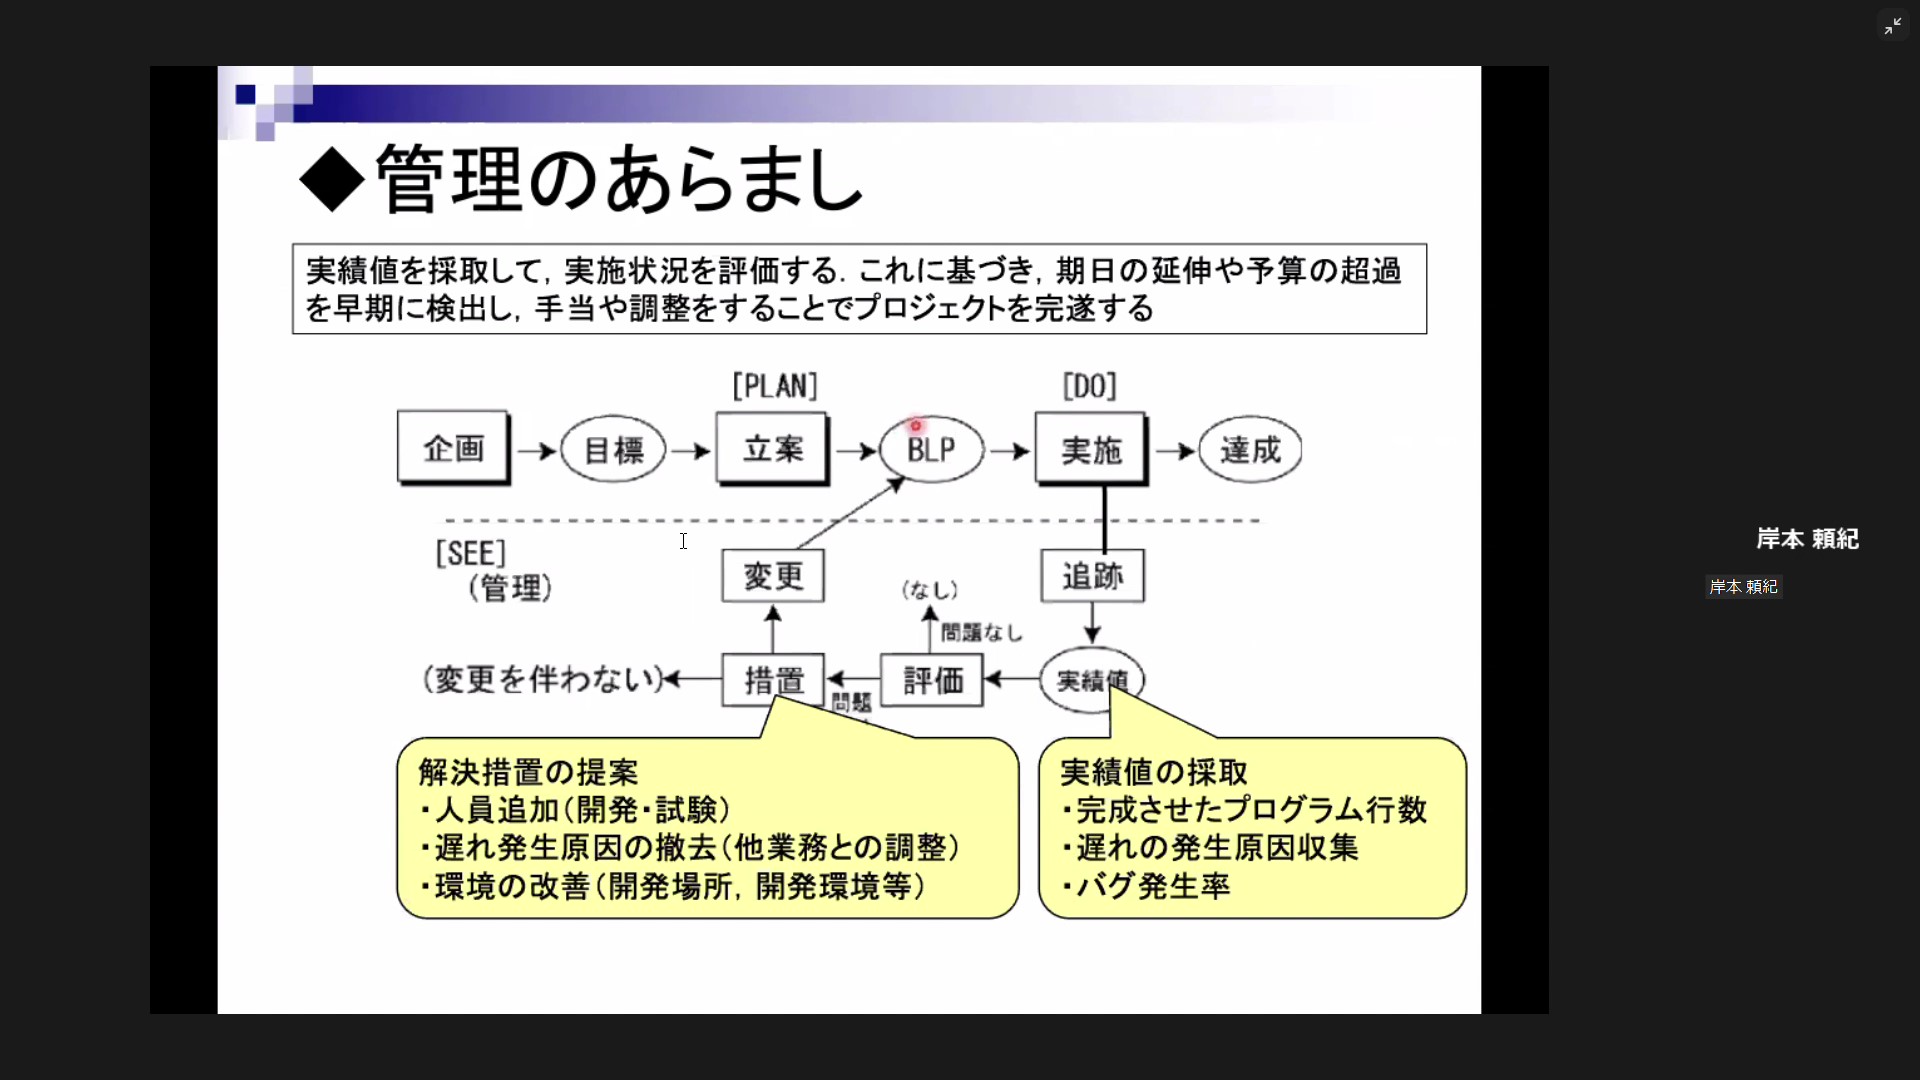 ◆管理のあらまし
実績値を採取して，実施状況を評価する．これに基づき，期日の延伸や予算の超過
を早期に検出し，手当や調整をすることでプロジェクトを完遂する
[PLAN]
[DO]
企画
目標
立案
BLP
実施
達成
[SEE]
（管理）
変更
（なし）
追跡
問題なし
（変更を伴わない）
措置
評価
実績値
問題
解決措置の提案
・人員追加（開発・試験）
・遅れ発生原因の撤去（他業務との調整）
・環境の改善（開発場所，開発環境等）
実績値の採取
・完成させたプログラム行数
・遅れの発生原因収集
・バグ発生率
岸本 頼紀
岸本 頼紀